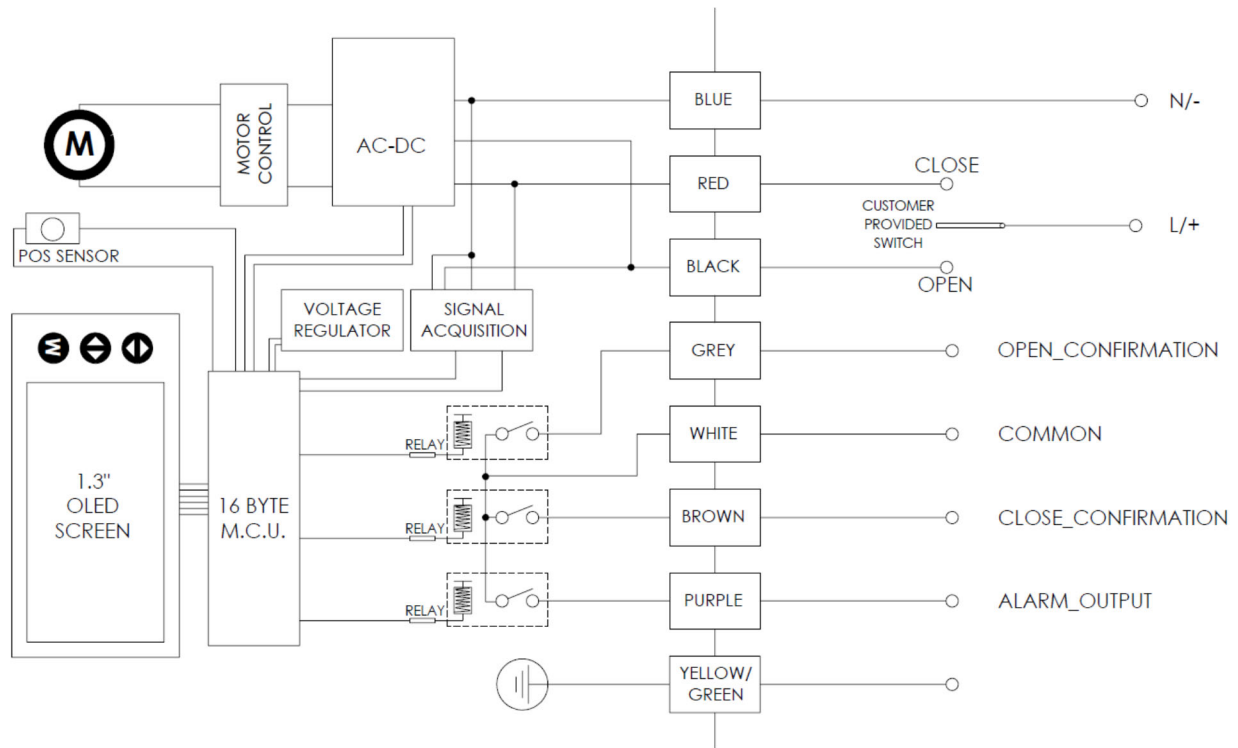 BLUE
N/-
M
MOTOR
CONTROL
AC-DC
RED
CLOSE
CUSTOMER
PROVIDED
SWITCH
L/+
POS SENSOR
BLACK
OPEN
VOLTAGE
REGULATOR
SIGNAL
ACQUISITION
GREY
OPEN_CONFIRMATION
M
RELAY
WHITE
COMMON
1.3"
OLED
SCREEN
16 BYTE
M.C.U.
RELAY
BROWN
CLOSE_CONFIRMATION
RELAY
PURPLE
ALARM_OUTPUT
YELLOW/
GREEN